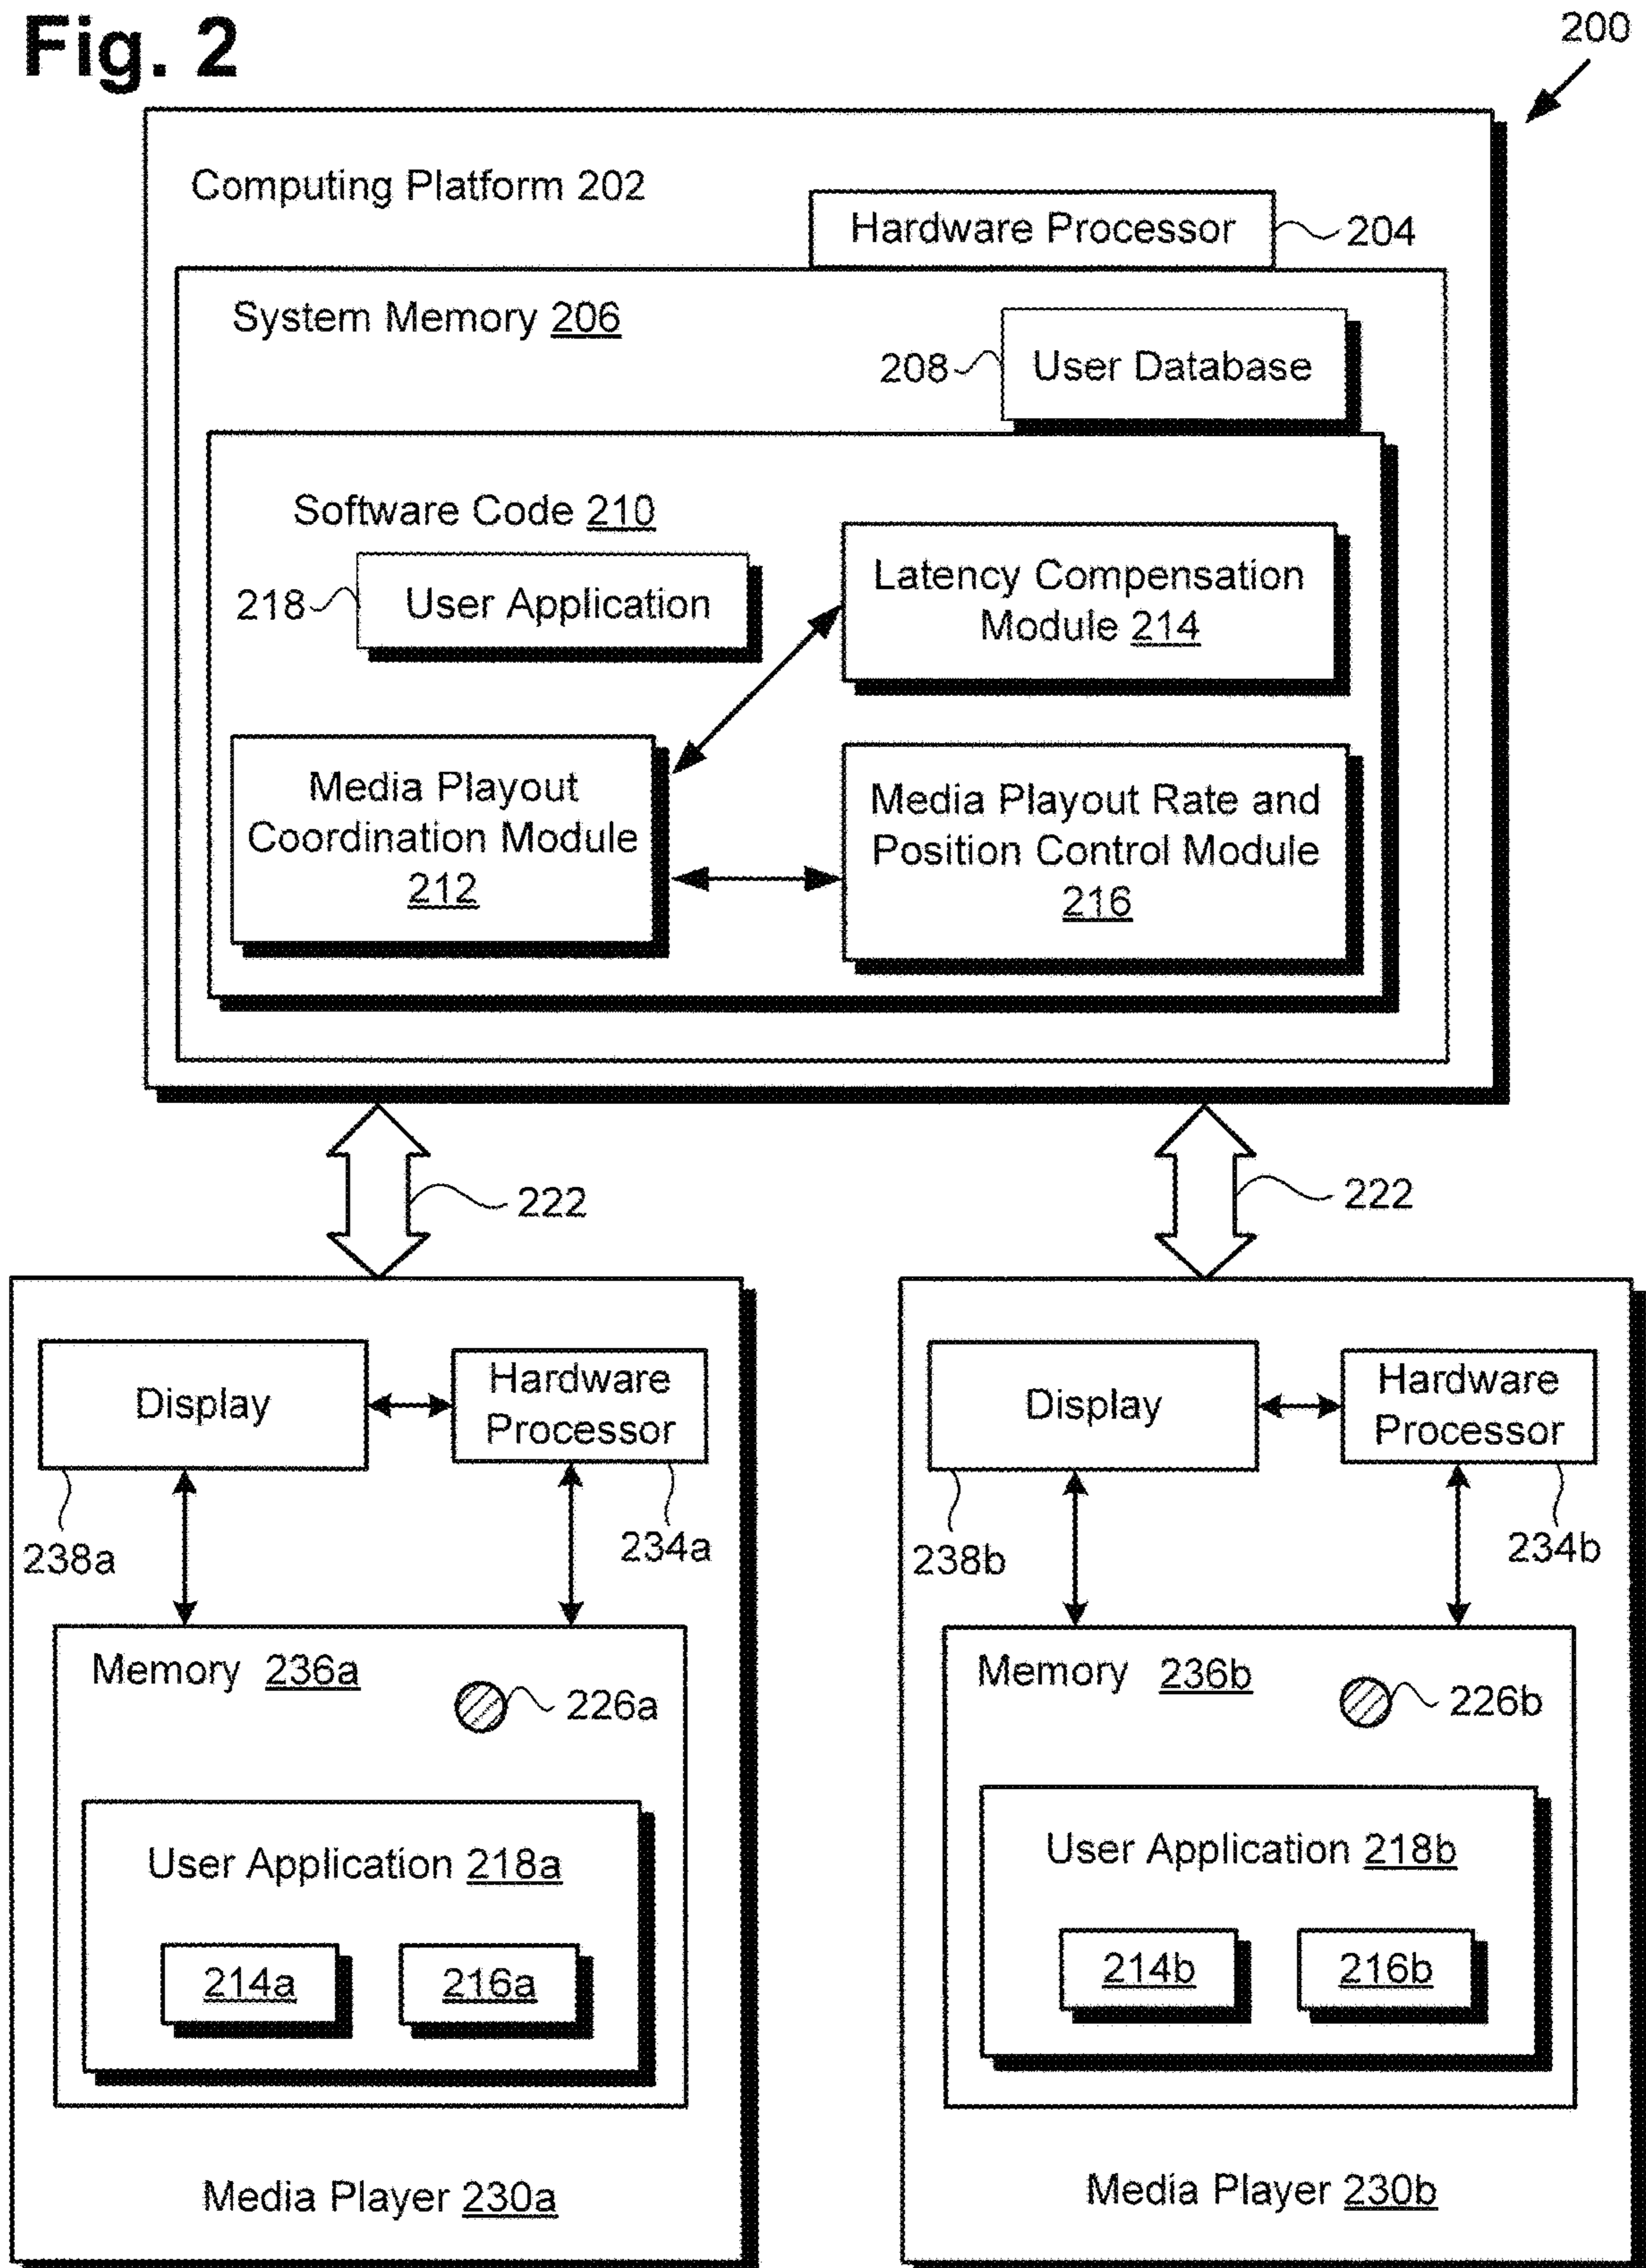 Fig. 2
200
Computing Platform 202
Hardware Processor
204
System Memory 206
208
User Database
Software Code 210
218
User Application
Latency Compensation
Module 214
Media Playout
Coordination Module
212
Media Playout Rate and
Position Control Module
216
222
222
Display
Hardware
Processor
238a
234a
Memory 236a
226a
User Application 218a
214a
216a
Media Player 230a
Display
Hardware
Processor
238b
234b
Memory 236b
226b
User Application 218b
214b
216b
Media Player 230b